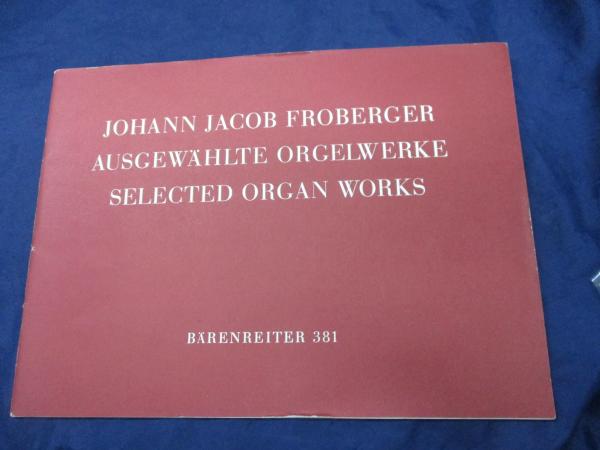 JOHANN JACOB FROBERGER
AUSGEWÄHLTE ORGELWERKE
SELECTED ORGAN WORKS
BÄRENREITER 381